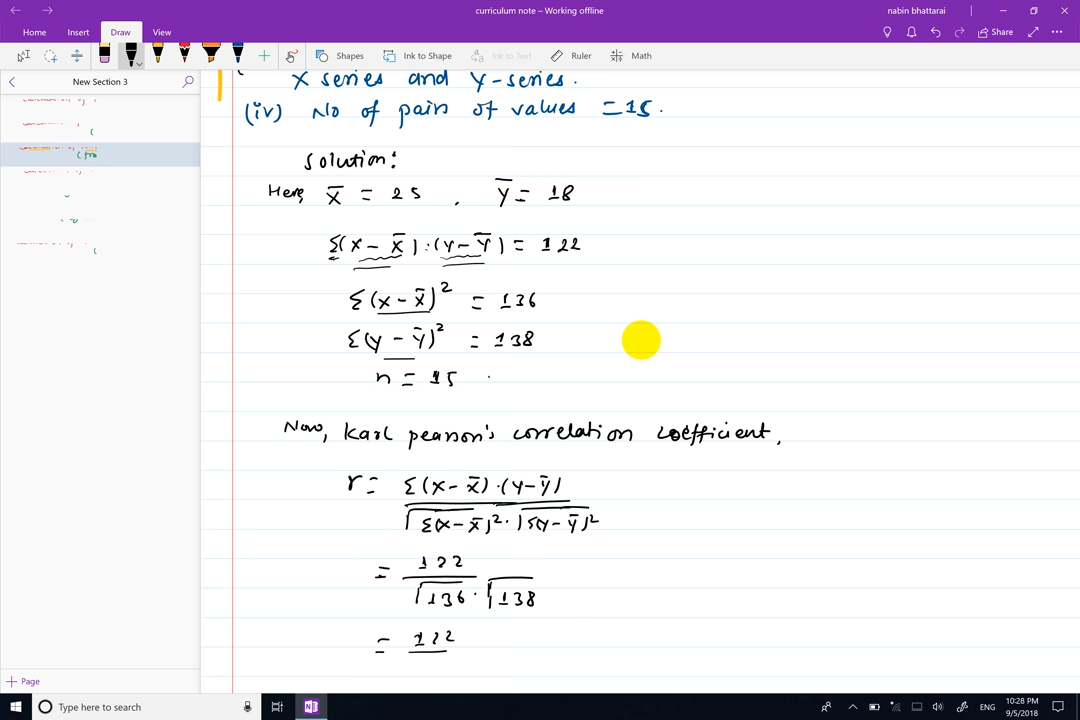 curriculum note – Working offline
nabin bhattarai
Home Insert Draw View
Share
Shapes Ink to Shape Ink to Text Ruler Math
New Section 3
X series and Y-series.
(iv) No of pairs of values = 15.
Solution:
Here, X̄ = 25 , Ȳ = 18
Σ(X – X̄) · (Y – Ȳ) = 122
Σ(X – X̄)² = 136
Σ(Y – Ȳ)² = 138
n = 15
Now, Karl pearson's correlation coefficient,
r = Σ(X – X̄) · (Y – Ȳ)
√Σ(X – X̄)² · √Σ(Y – Ȳ)²
= 122
√136 · √138
= 122
Page
Type here to search
ENG
10:28 PM
9/5/2018